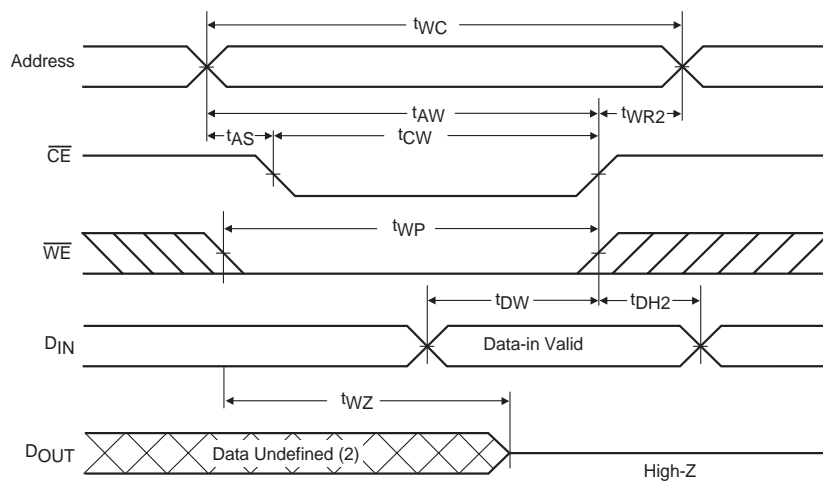 tWC
Address
tAW
tWR2
tAS
tCW
CE
tWP
WE
tDW
tDH2
DIN
Data-in Valid
tWZ
DOUT
Data Undefined (2)
High-Z